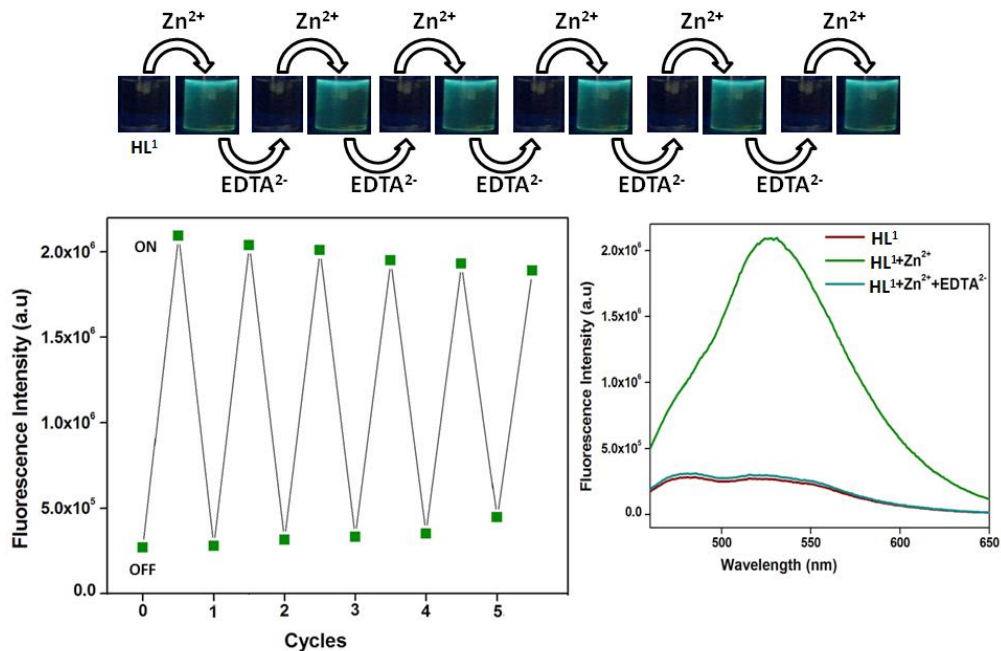 Zn²⁺ Zn²⁺ Zn²⁺ Zn²⁺ Zn²⁺ Zn²⁺
HL¹
EDTA²⁻ EDTA²⁻ EDTA²⁻ EDTA²⁻ EDTA²⁻
Fluorescence Intensity (a.u)
2.0x10⁶
1.5x10⁶
1.0x10⁶
5.0x10⁵
0.0
ON
OFF
0 1 2 3 4 5
Cycles
Fluorescence Intensity (a.u)
2.0x10⁶
1.5x10⁶
1.0x10⁶
5.0x10⁵
0.0
HL¹
HL¹+Zn²⁺
HL¹+Zn²⁺+EDTA²⁻
500 550 600 650
Wavelength (nm)